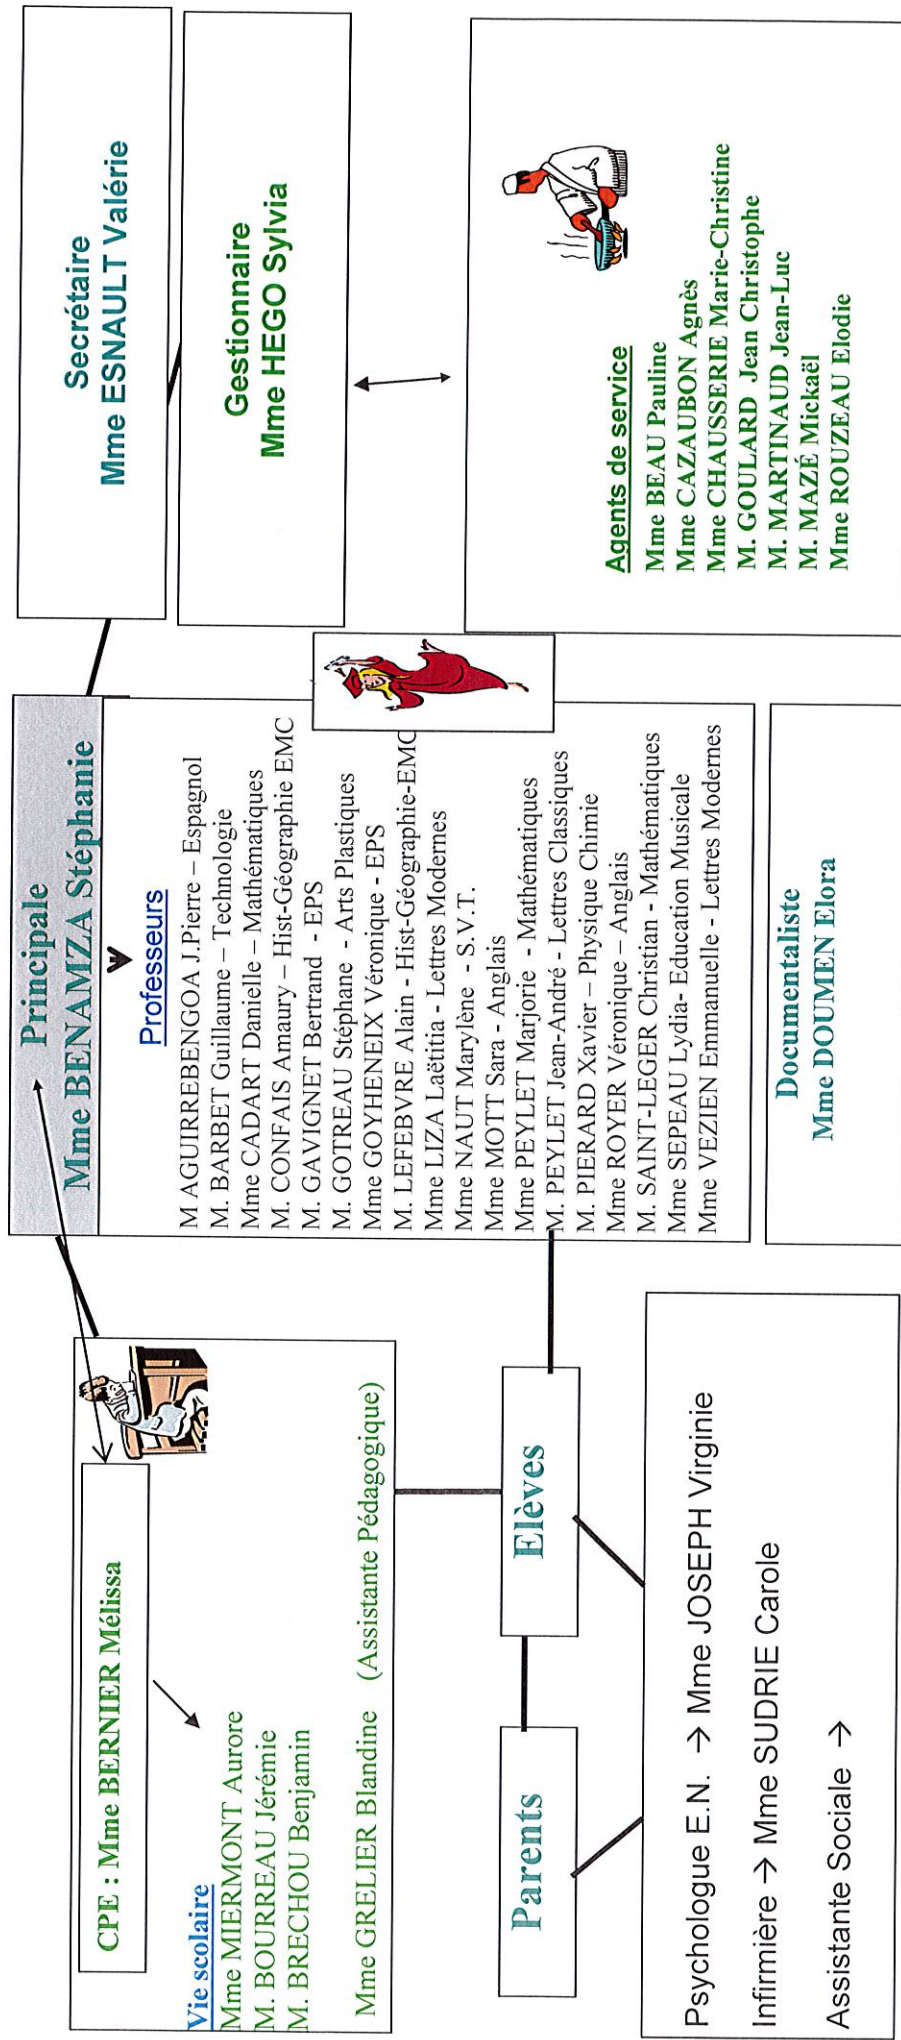 Principale
Mme BENAMZA Stéphanie
Secrétaire
Mme ESNAULT Valérie
Gestionnaire
Mme HEGO Sylvia
CPE : Mme BERNIER Mélissa
Vie scolaire
Mme MIERMONT Aurore
M. BOURREAU Jérémie
M. BRECHOU Benjamin
Mme GRELIER Blandine (Assistante Pédagogique)
Professeurs
M AGUIRREBENGOA J.Pierre – Espagnol
M. BARBET Guillaume – Technologie
Mme CADART Danielle – Mathématiques
M. CONFAIS Amaury – Hist-Géographie EMC
M. GAVIGNET Bertrand - EPS
M. GOTREAU Stéphane - Arts Plastiques
Mme GOYHENEIX Véronique - EPS
M. LEFEBVRE Alain - Hist-Géographie-EMC
Mme LIZA Laëtitia - Lettres Modernes
Mme NAUT Marylène - S.V.T.
Mme MOTT Sara - Anglais
Mme PEYLET Marjorie - Mathématiques
M. PEYLET Jean-André - Lettres Classiques
M. PIERARD Xavier – Physique Chimie
Mme ROYER Véronique – Anglais
M. SAINT-LEGER Christian - Mathématiques
Mme SEPEAU Lydia- Education Musicale
Mme VEZIEN Emmanuelle - Lettres Modernes
Documentaliste
Mme DOUMEN Elora
Agents de service
Mme BEAU Pauline
Mme CAZAUBON Agnès
Mme CHAUSSERIE Marie-Christine
M. GOULARD Jean Christophe
M. MARTINAUD Jean-Luc
M. MAZÉ Mickaël
Mme ROUZEAU Elodie
Parents
Elèves
Psychologue E.N. → Mme JOSEPH Virginie
Infirmière → Mme SUDRIE Carole
Assistante Sociale →